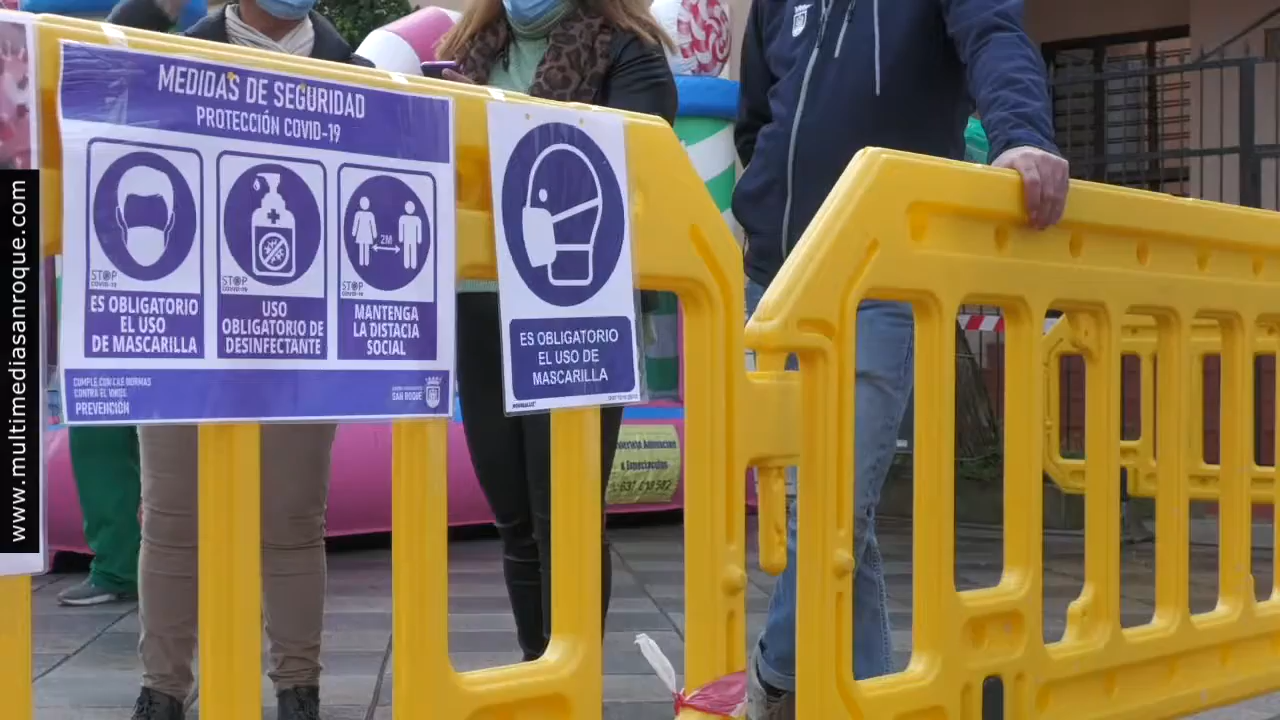 www.multimediasanroque.com
MEDIDAS DE SEGURIDAD
PROTECCIÓN COVID-19
STOP
COVID-19
ES OBLIGATORIO
EL USO
DE MASCARILLA
STOP
COVID-19
USO
OBLIGATORIO DE
DESINFECTANTE
2M
STOP
COVID-19
MANTENGA
LA DISTACIA
SOCIAL
CUMPLE CON LAS NORMAS
CONTRA EL VIRUS
PREVENCIÓN
SAN ROQUE
ES OBLIGATORIO
EL USO DE
MASCARILLA